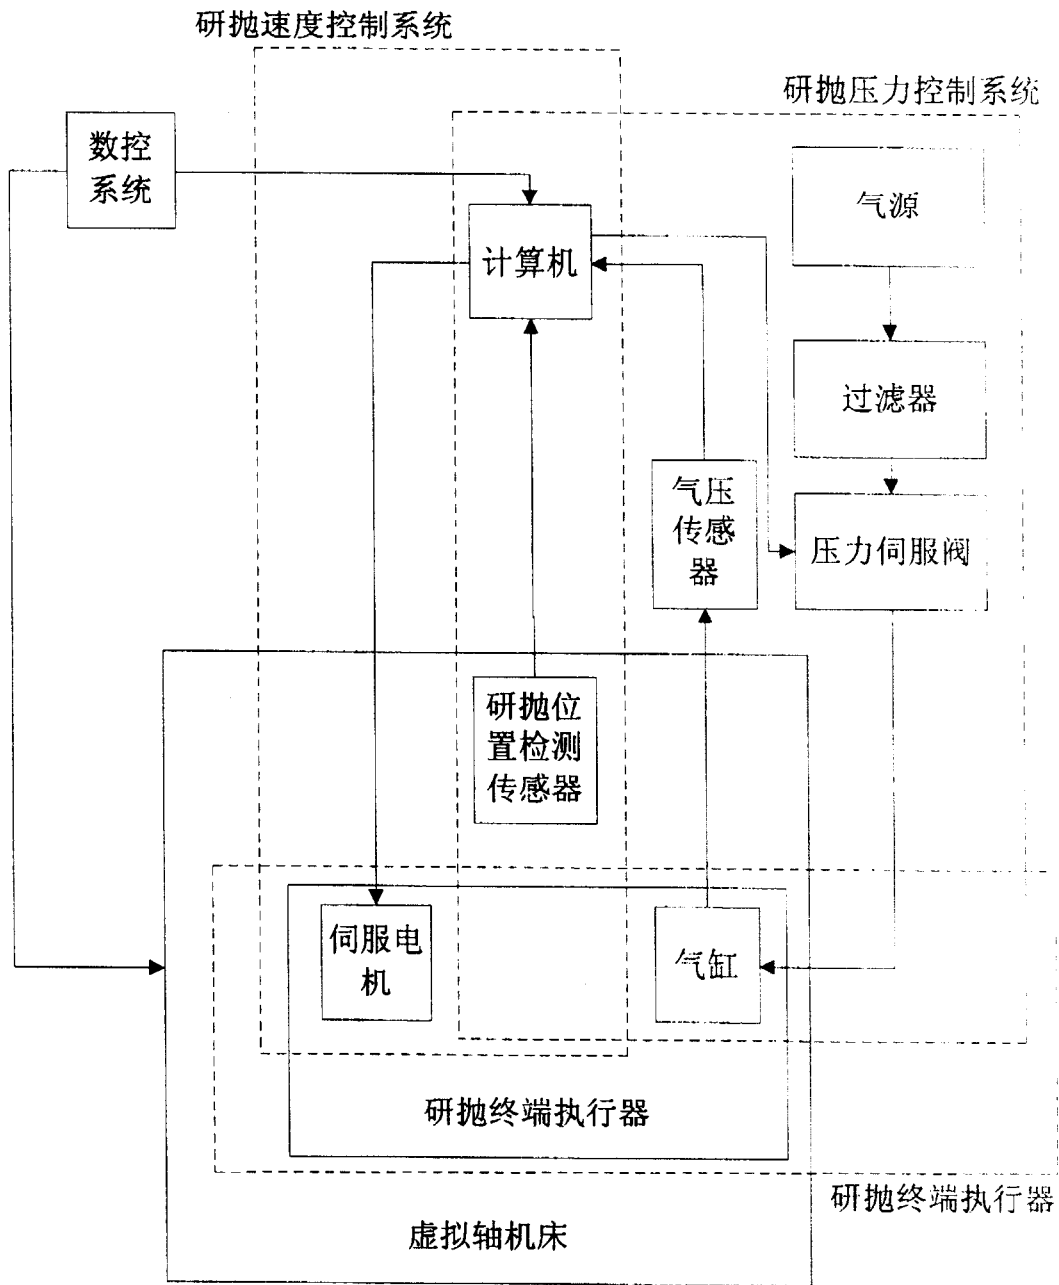 研抛速度控制系统
研抛压力控制系统
数控
系统
气源
计算机
过滤器
气压
传感
器
压力伺服阀
研抛位
置检测
传感器
伺服电
机
气缸
研抛终端执行器
研抛终端执行器
虚拟轴机床